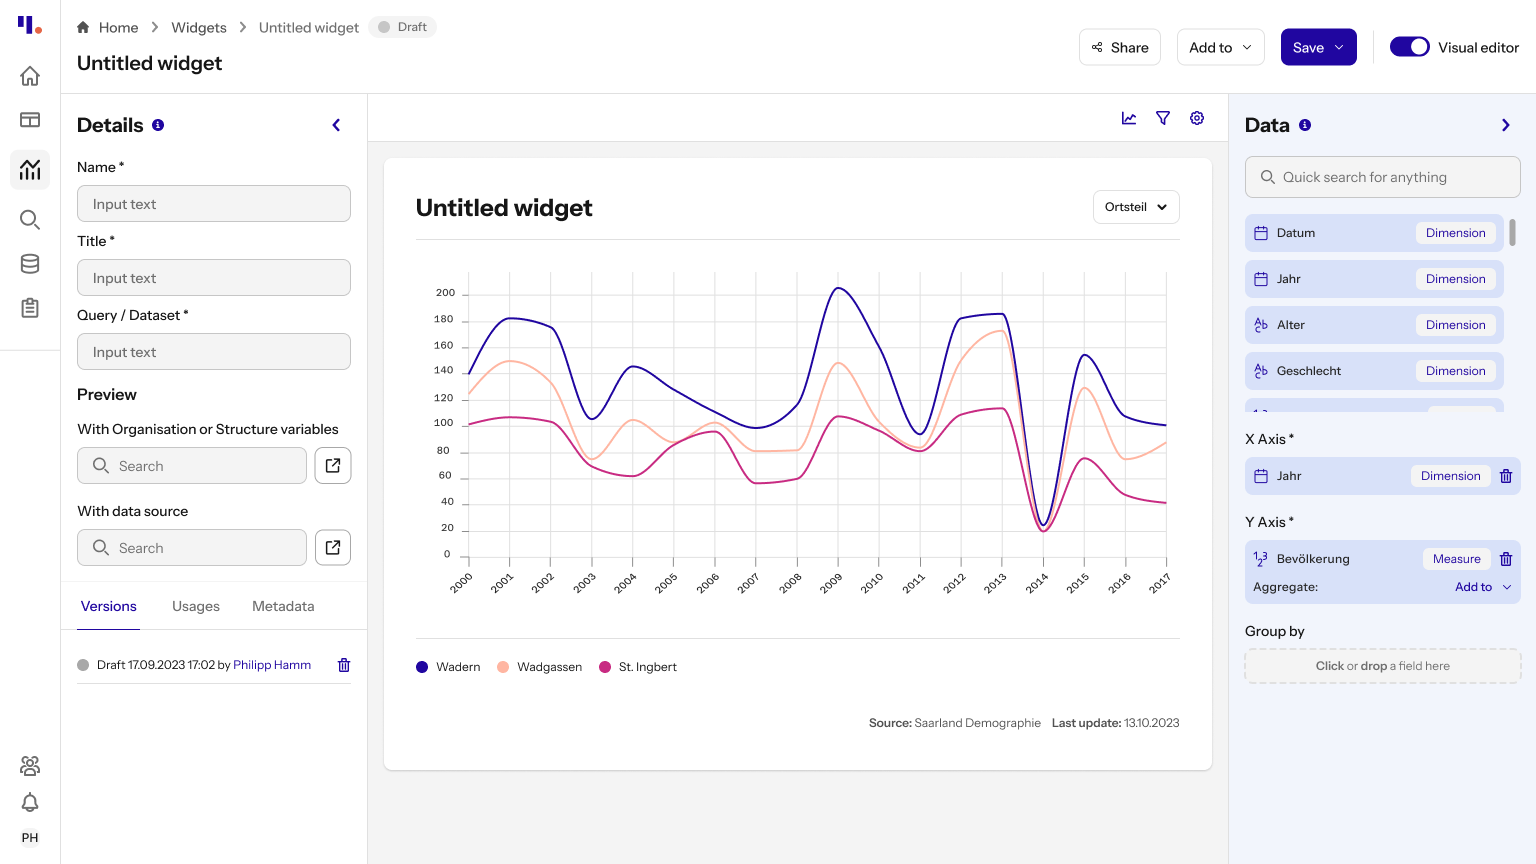 Home
Widgets
Untitled widget
Draft
Untitled widget
Share
Add to
Save
Visual editor
Details
Name *
Input text
Title *
Input text
Query / Dataset *
Input text
Preview
With Organisation or Structure variables
Search
With data source
Search
Versions
Usages
Metadata
Draft 17.09.2023 17:02 by Philipp Hamm
PH
Untitled widget
Ortsteil
200
180
160
140
120
100
80
60
40
20
0
2000
2001
2002
2003
2004
2005
2006
2007
2008
2009
2010
2011
2012
2013
2014
2015
2016
2017
Wadern
Wadgassen
St. Ingbert
Source: Saarland Demographie Last update: 13.10.2023
Data
Quick search for anything
Datum
Dimension
Jahr
Dimension
Alter
Dimension
Geschlecht
Dimension
X Axis *
Jahr
Dimension
Y Axis *
Bevölkerung
Measure
Aggregate:
Add to
Group by
Click or drop a field here